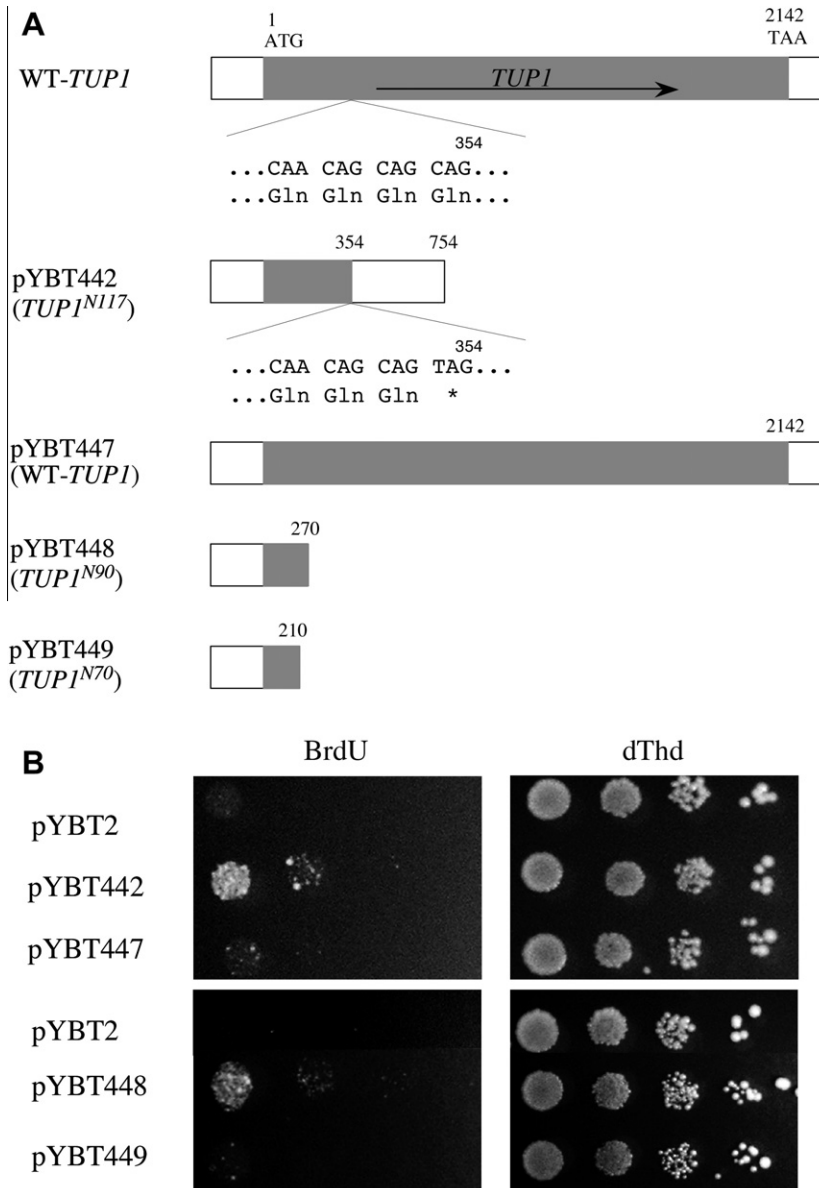 A
1
2142
ATG
TAA
WT-TUP1
TUP1
354
...CAA CAG CAG CAG...
...Gln Gln Gln Gln...
354
754
pYBT442
(TUP1N117)
354
...CAA CAG CAG TAG...
...Gln Gln Gln *
2142
pYBT447
(WT-TUP1)
270
pYBT448
(TUP1N90)
210
pYBT449
(TUP1N70)
B
BrdU
dThd
pYBT2
pYBT442
pYBT447
pYBT2
pYBT448
pYBT449